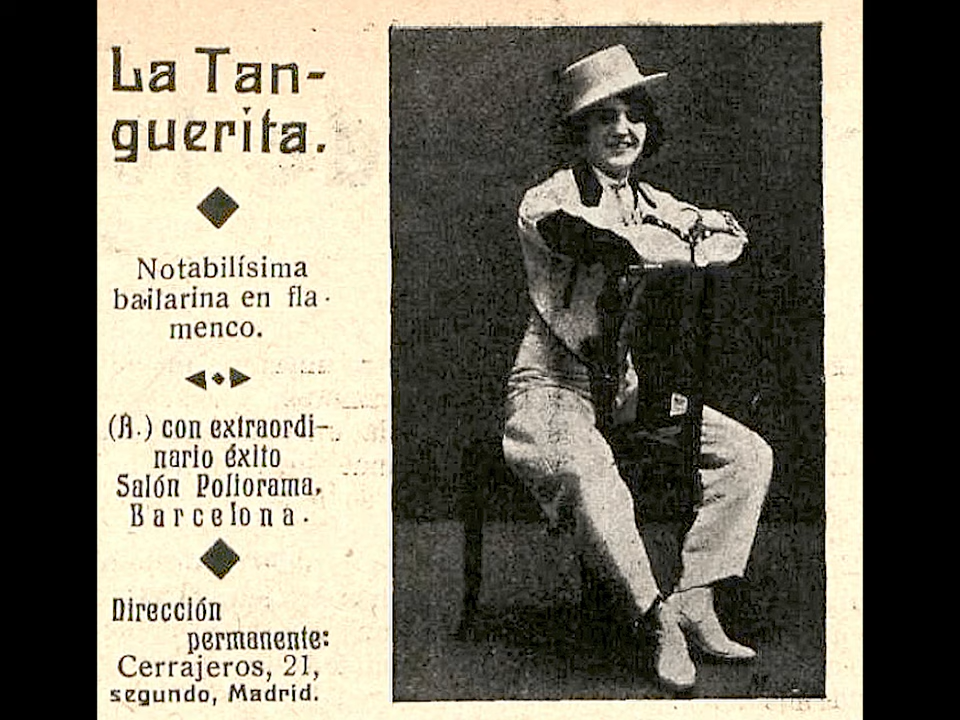 La Tan-
guerita.
Notabilísima
bailarina en fla-
menco.
(A.) con extraordi-
nario éxito
Salón Poliorama,
Barcelona.
Dirección
permanente:
Cerrajeros, 21,
segundo, Madrid.